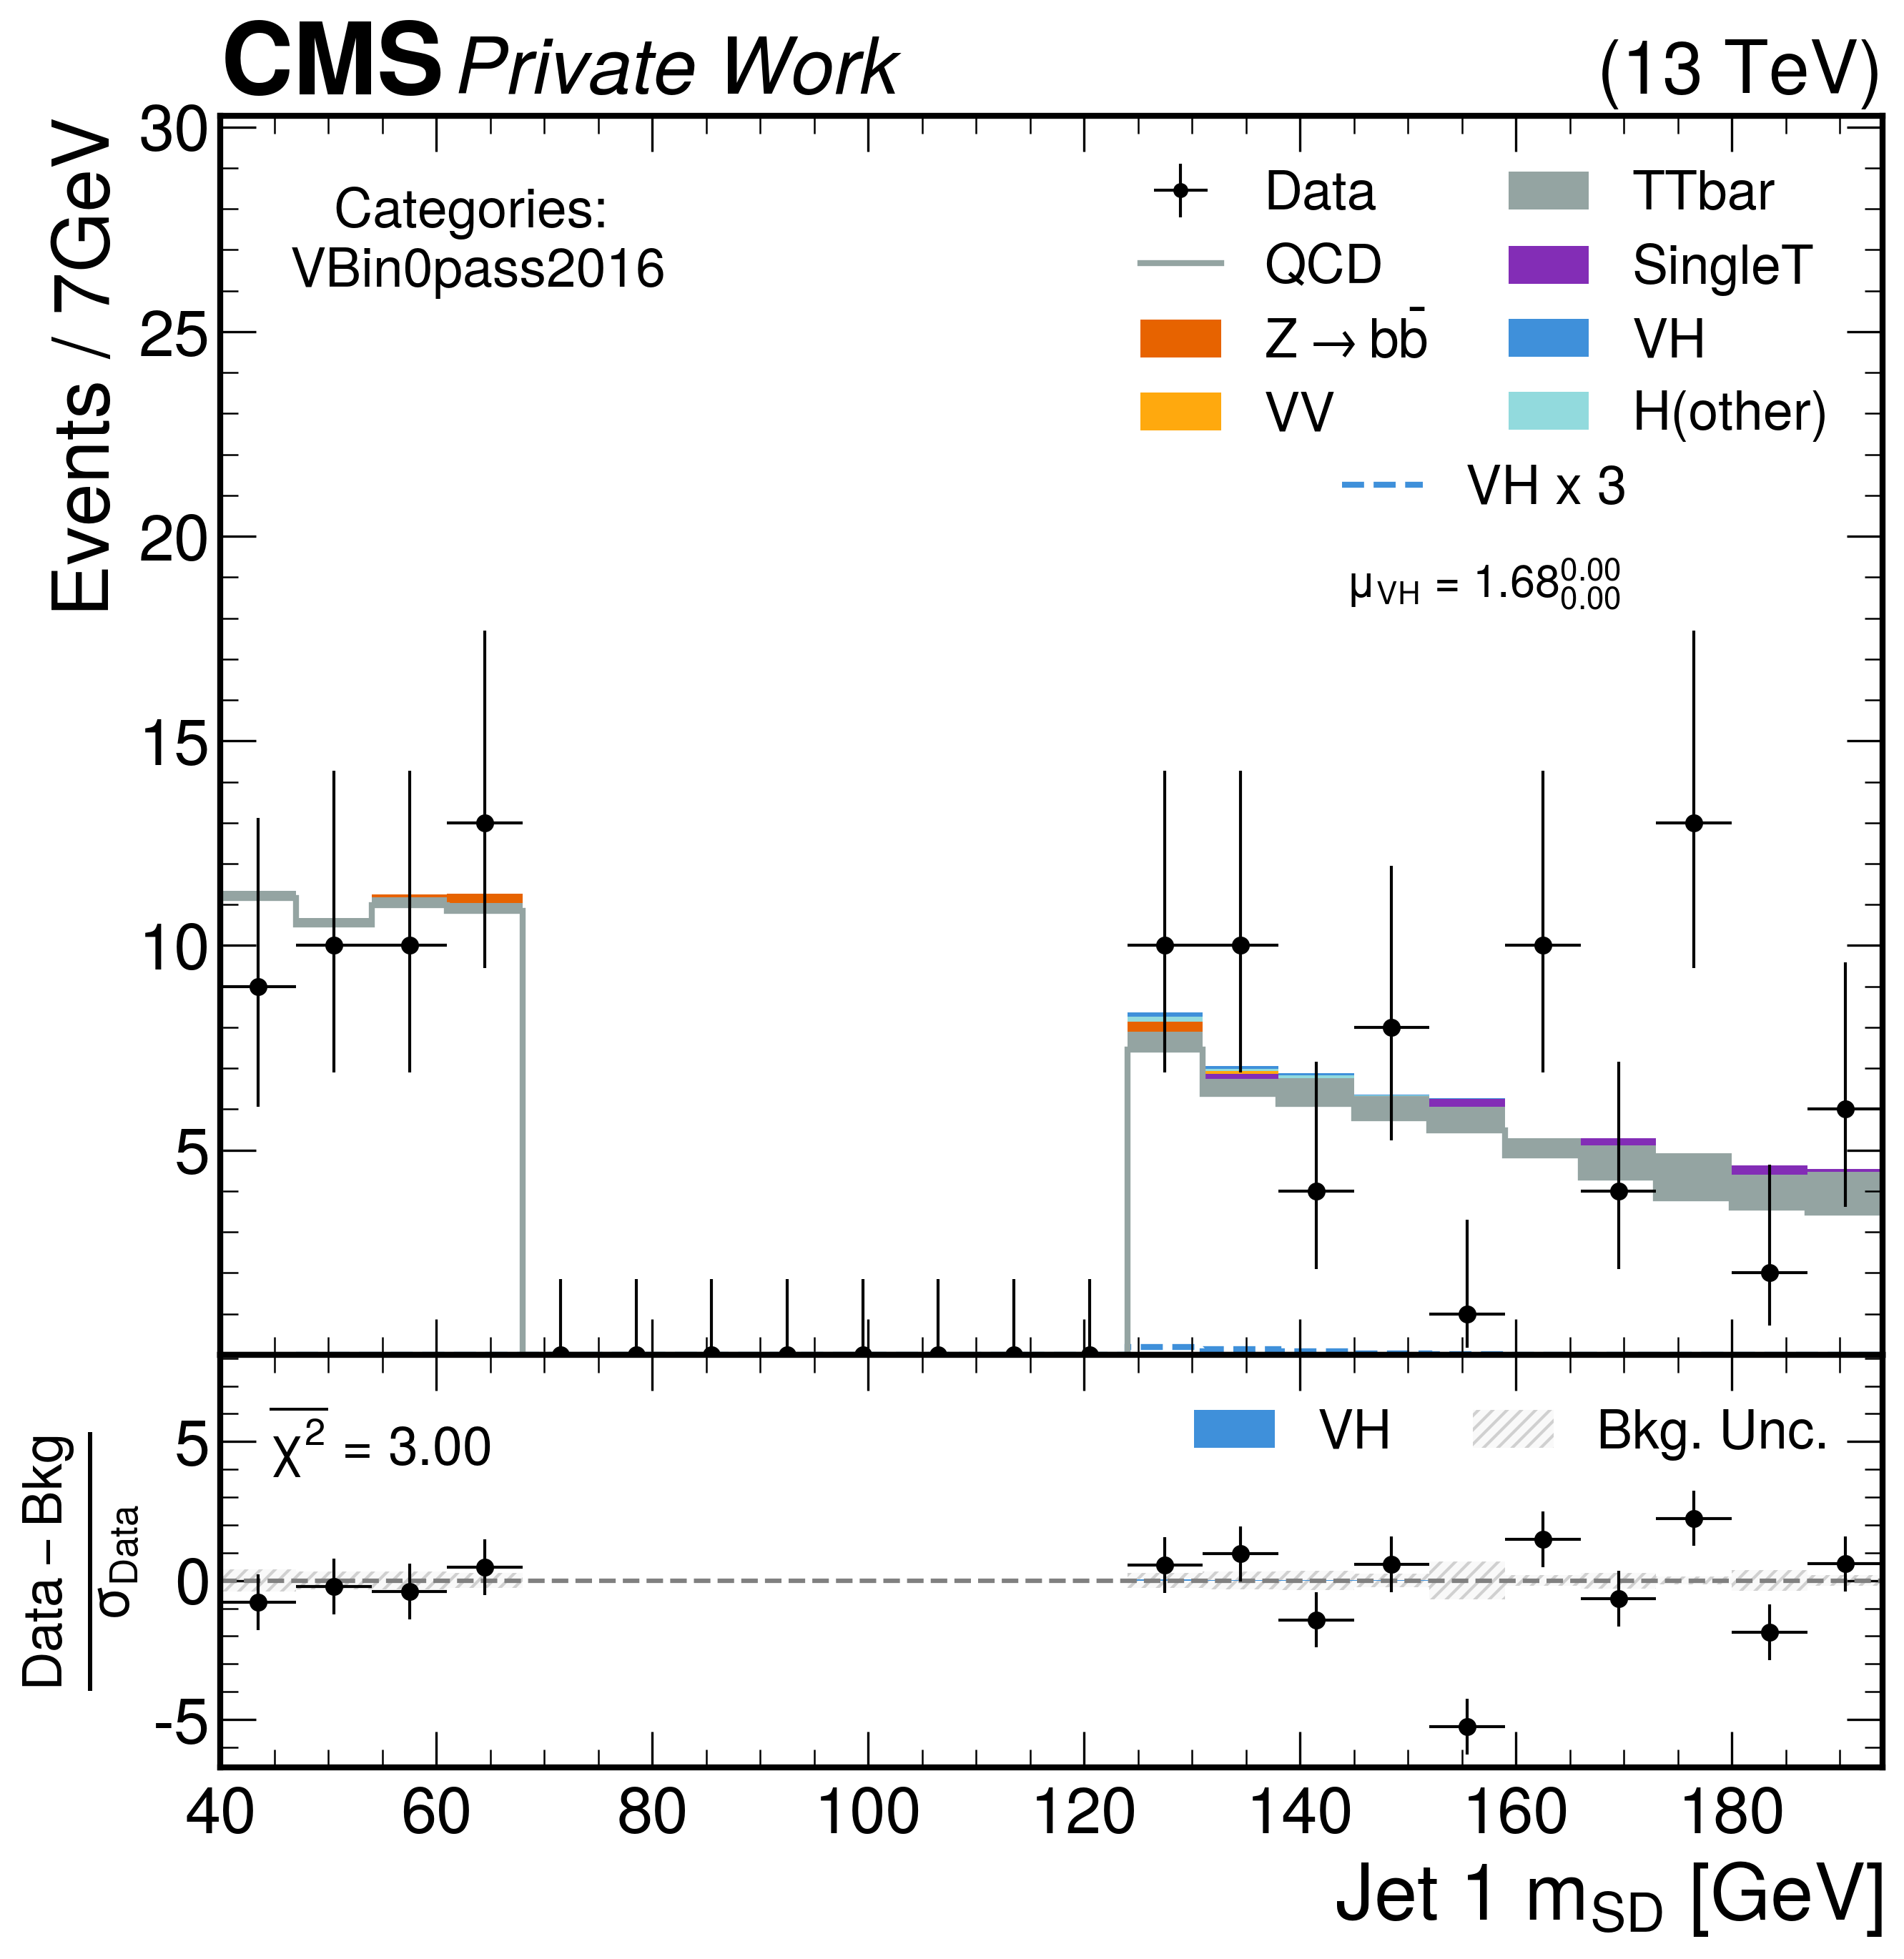 CMS Private Work (13 TeV)
Events / 7GeV
30
25
20
15
10
5
Categories:
VBin0pass2016
Data
QCD
Z → bb̄
VV
TTbar
SingleT
VH
H(other)
VH x 3
μVH = 1.68 0.00 0.00
Data – Bkg
σData
5
0
-5
χ² = 3.00
VH
Bkg. Unc.
40 60 80 100 120 140 160 180
Jet 1 mSD [GeV]